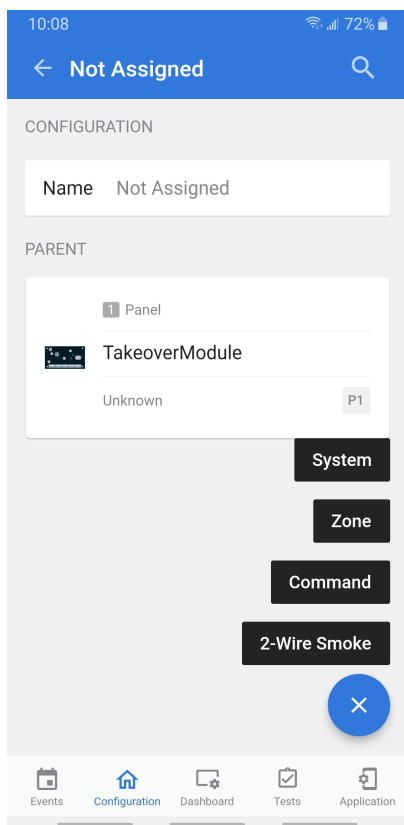 10:08 72%
Not Assigned
CONFIGURATION
Name Not Assigned
PARENT
1 Panel
TakeoverModule
Unknown P1
System
Zone
Command
2-Wire Smoke
Events Configuration Dashboard Tests Application